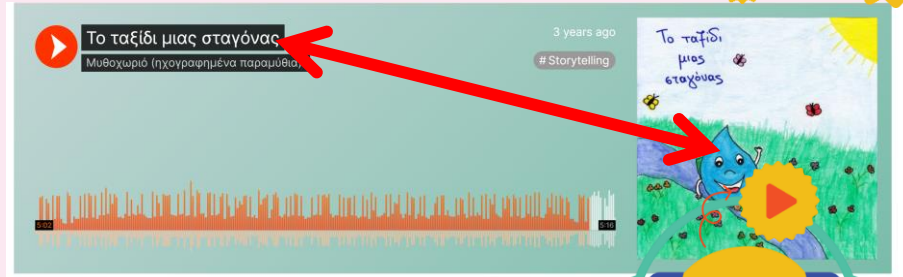 Το ταξίδι μιας σταγόνας
3 years ago
Μυθοχωριό (ηχογραφημένα παραμύθια)
# Storytelling
5:02
5:16
Το ταξίδι
μιας
σταγόνας